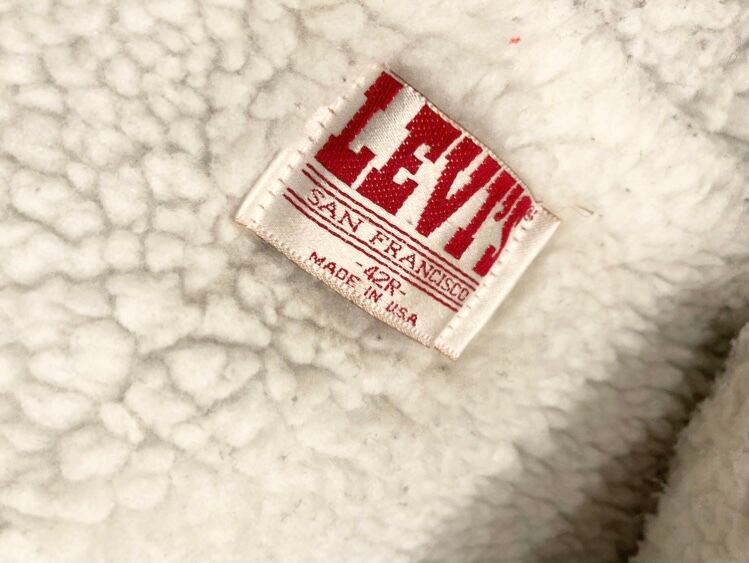 LEVI'S®
SAN FRANCISCO
-42R-
MADE IN USA